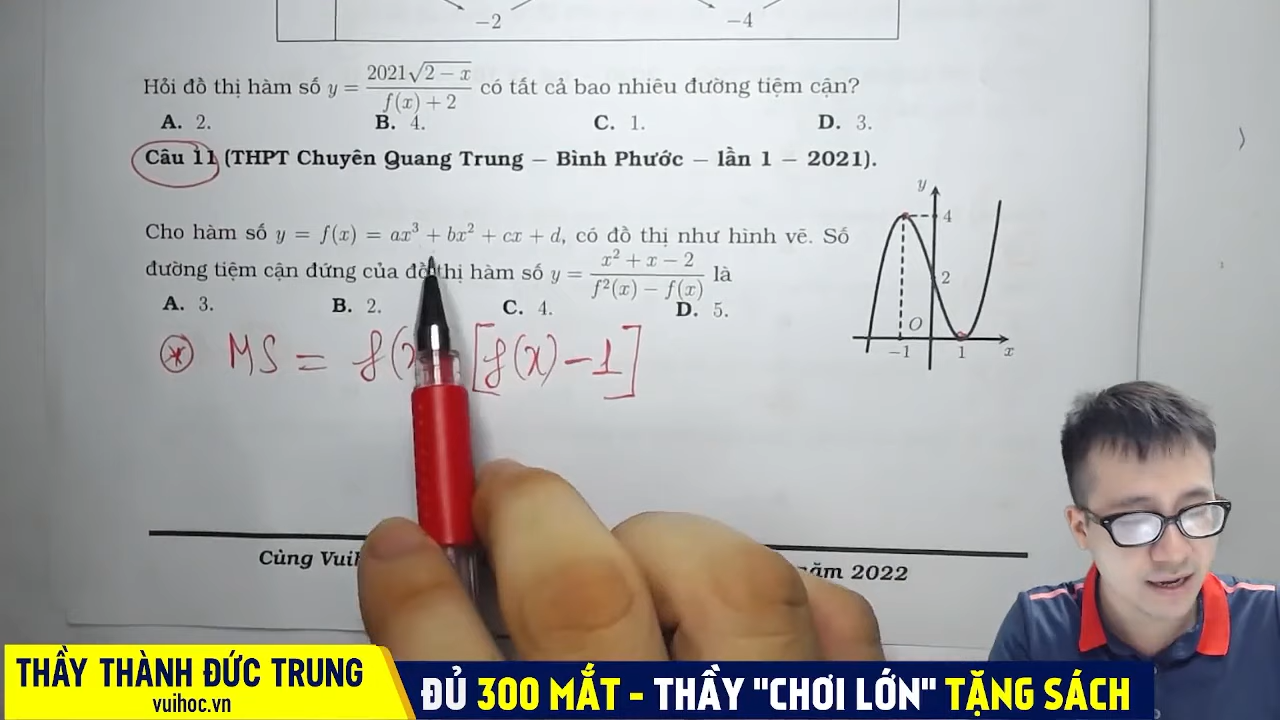 −2
−4
Hỏi đồ thị hàm số y = 2021√(2 − x) / (f(x) + 2) có tất cả bao nhiêu đường tiệm cận?
A. 2. B. 4. C. 1. D. 3.
Câu 11 (THPT Chuyên Quang Trung − Bình Phước − lần 1 − 2021).
Cho hàm số y = f(x) = ax³ + bx² + cx + d, có đồ thị như hình vẽ. Số
đường tiệm cận đứng của đồ thị hàm số y = (x² + x − 2) / (f²(x) − f(x)) là
A. 3. B. 2. C. 4. D. 5.
y
4
2
O
−1
1
x
MS = f(x [f(x) − 1]
Cùng
năm 2022
THẦY THÀNH ĐỨC TRUNG
vuihoc.vn
ĐỦ 300 MẮT - THẦY "CHƠI LỚN" TẶNG SÁCH